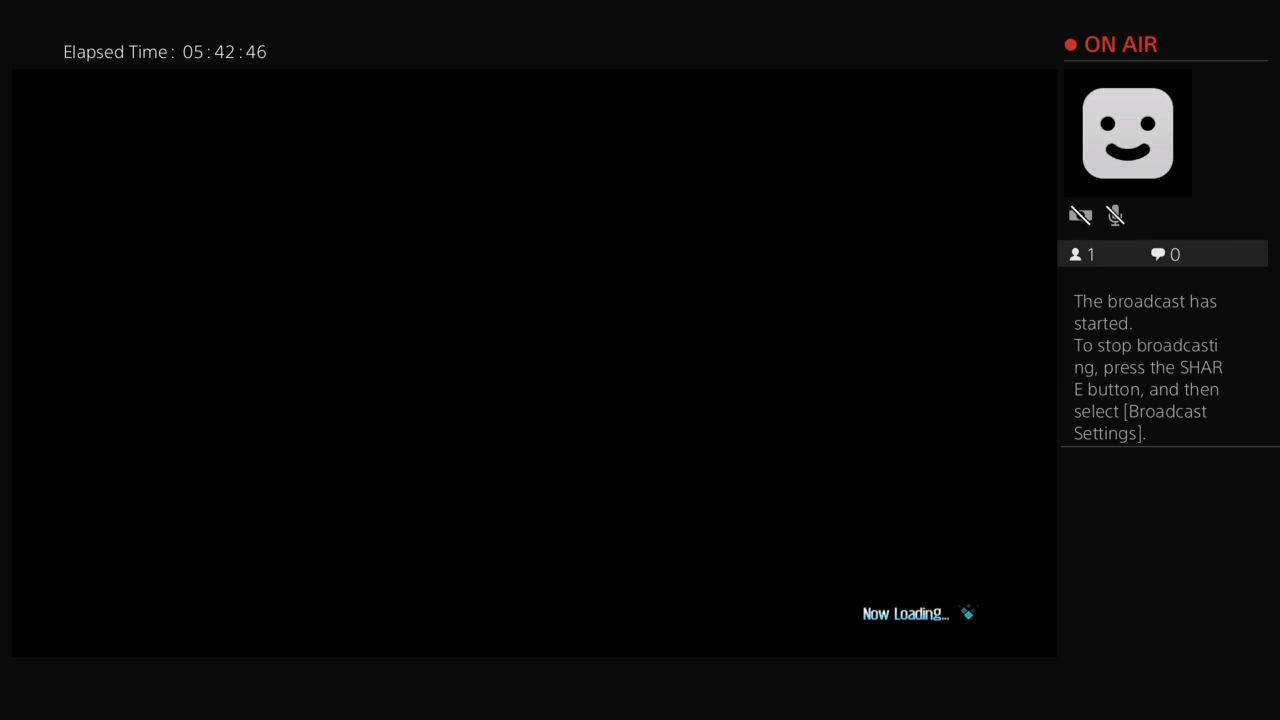 Elapsed Time: 05:42:46
ON AIR
1
0
The broadcast has
started.
To stop broadcasti
ng, press the SHAR
E button, and then
select [Broadcast
Settings].
Now Loading...